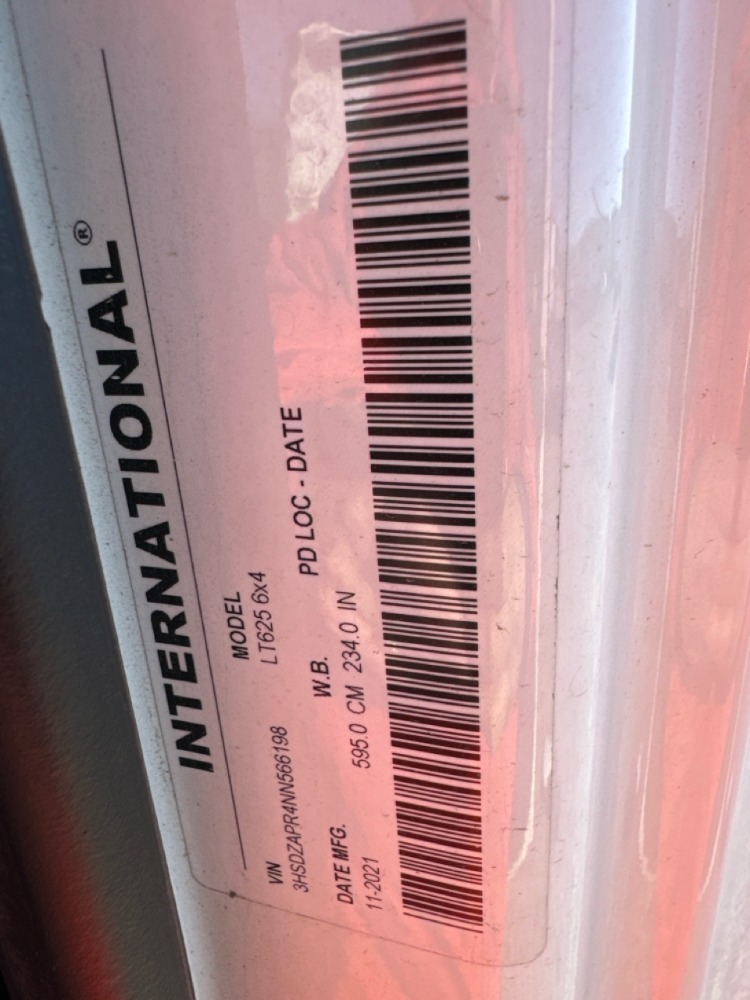 INTERNATIONAL®
VIN MODEL
3HSDZAPR4NN566198 LT625 6x4
DATE MFG. W.B. PD LOC - DATE
11-2021 595.0 CM 234.0 IN